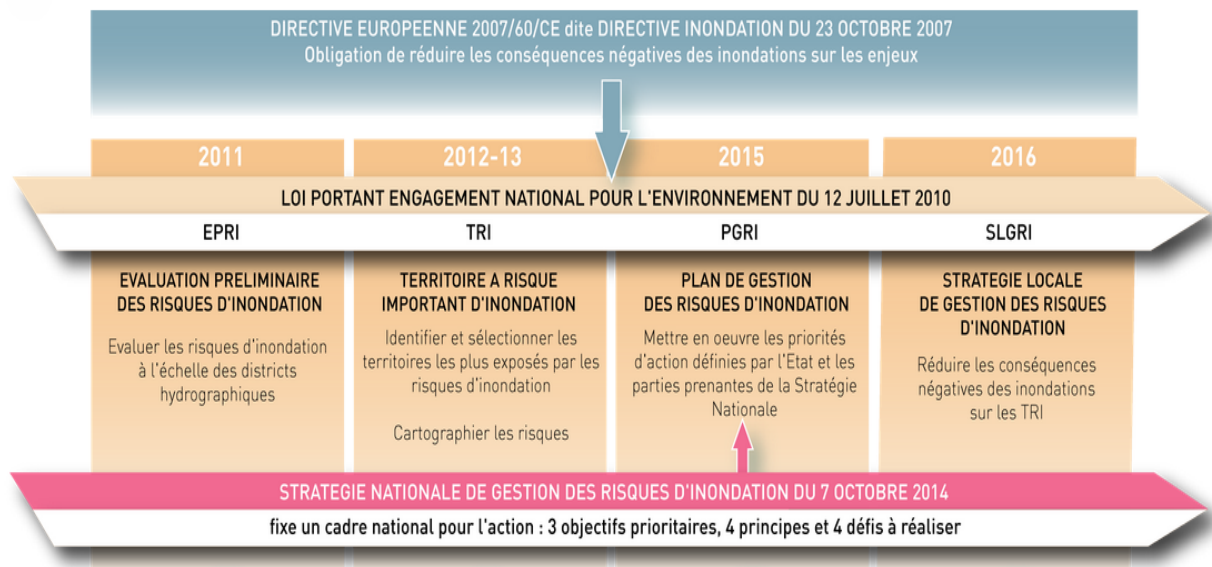 DIRECTIVE EUROPEENNE 2007/60/CE dite DIRECTIVE INONDATION DU 23 OCTOBRE 2007
Obligation de réduire les conséquences négatives des inondations sur les enjeux
2011
2012-13
2015
2016
LOI PORTANT ENGAGEMENT NATIONAL POUR L'ENVIRONNEMENT DU 12 JUILLET 2010
EPRI
TRI
PGRI
SLGRI
EVALUATION PRELIMINAIRE
DES RISQUES D'INONDATION
Evaluer les risques d'inondation
à l'échelle des districts
hydrographiques
TERRITOIRE A RISQUE
IMPORTANT D'INONDATION
Identifier et sélectionner les
territoires les plus exposés par les
risques d'inondation
Cartographier les risques
PLAN DE GESTION
DES RISQUES D'INONDATION
Mettre en oeuvre les priorités
d'action définies par l'Etat et les
parties prenantes de la Stratégie
Nationale
STRATEGIE LOCALE
DE GESTION DES RISQUES
D'INONDATION
Réduire les conséquences
négatives des inondations
sur les TRI
STRATEGIE NATIONALE DE GESTION DES RISQUES D'INONDATION DU 7 OCTOBRE 2014
fixe un cadre national pour l'action : 3 objectifs prioritaires, 4 principes et 4 défis à réaliser